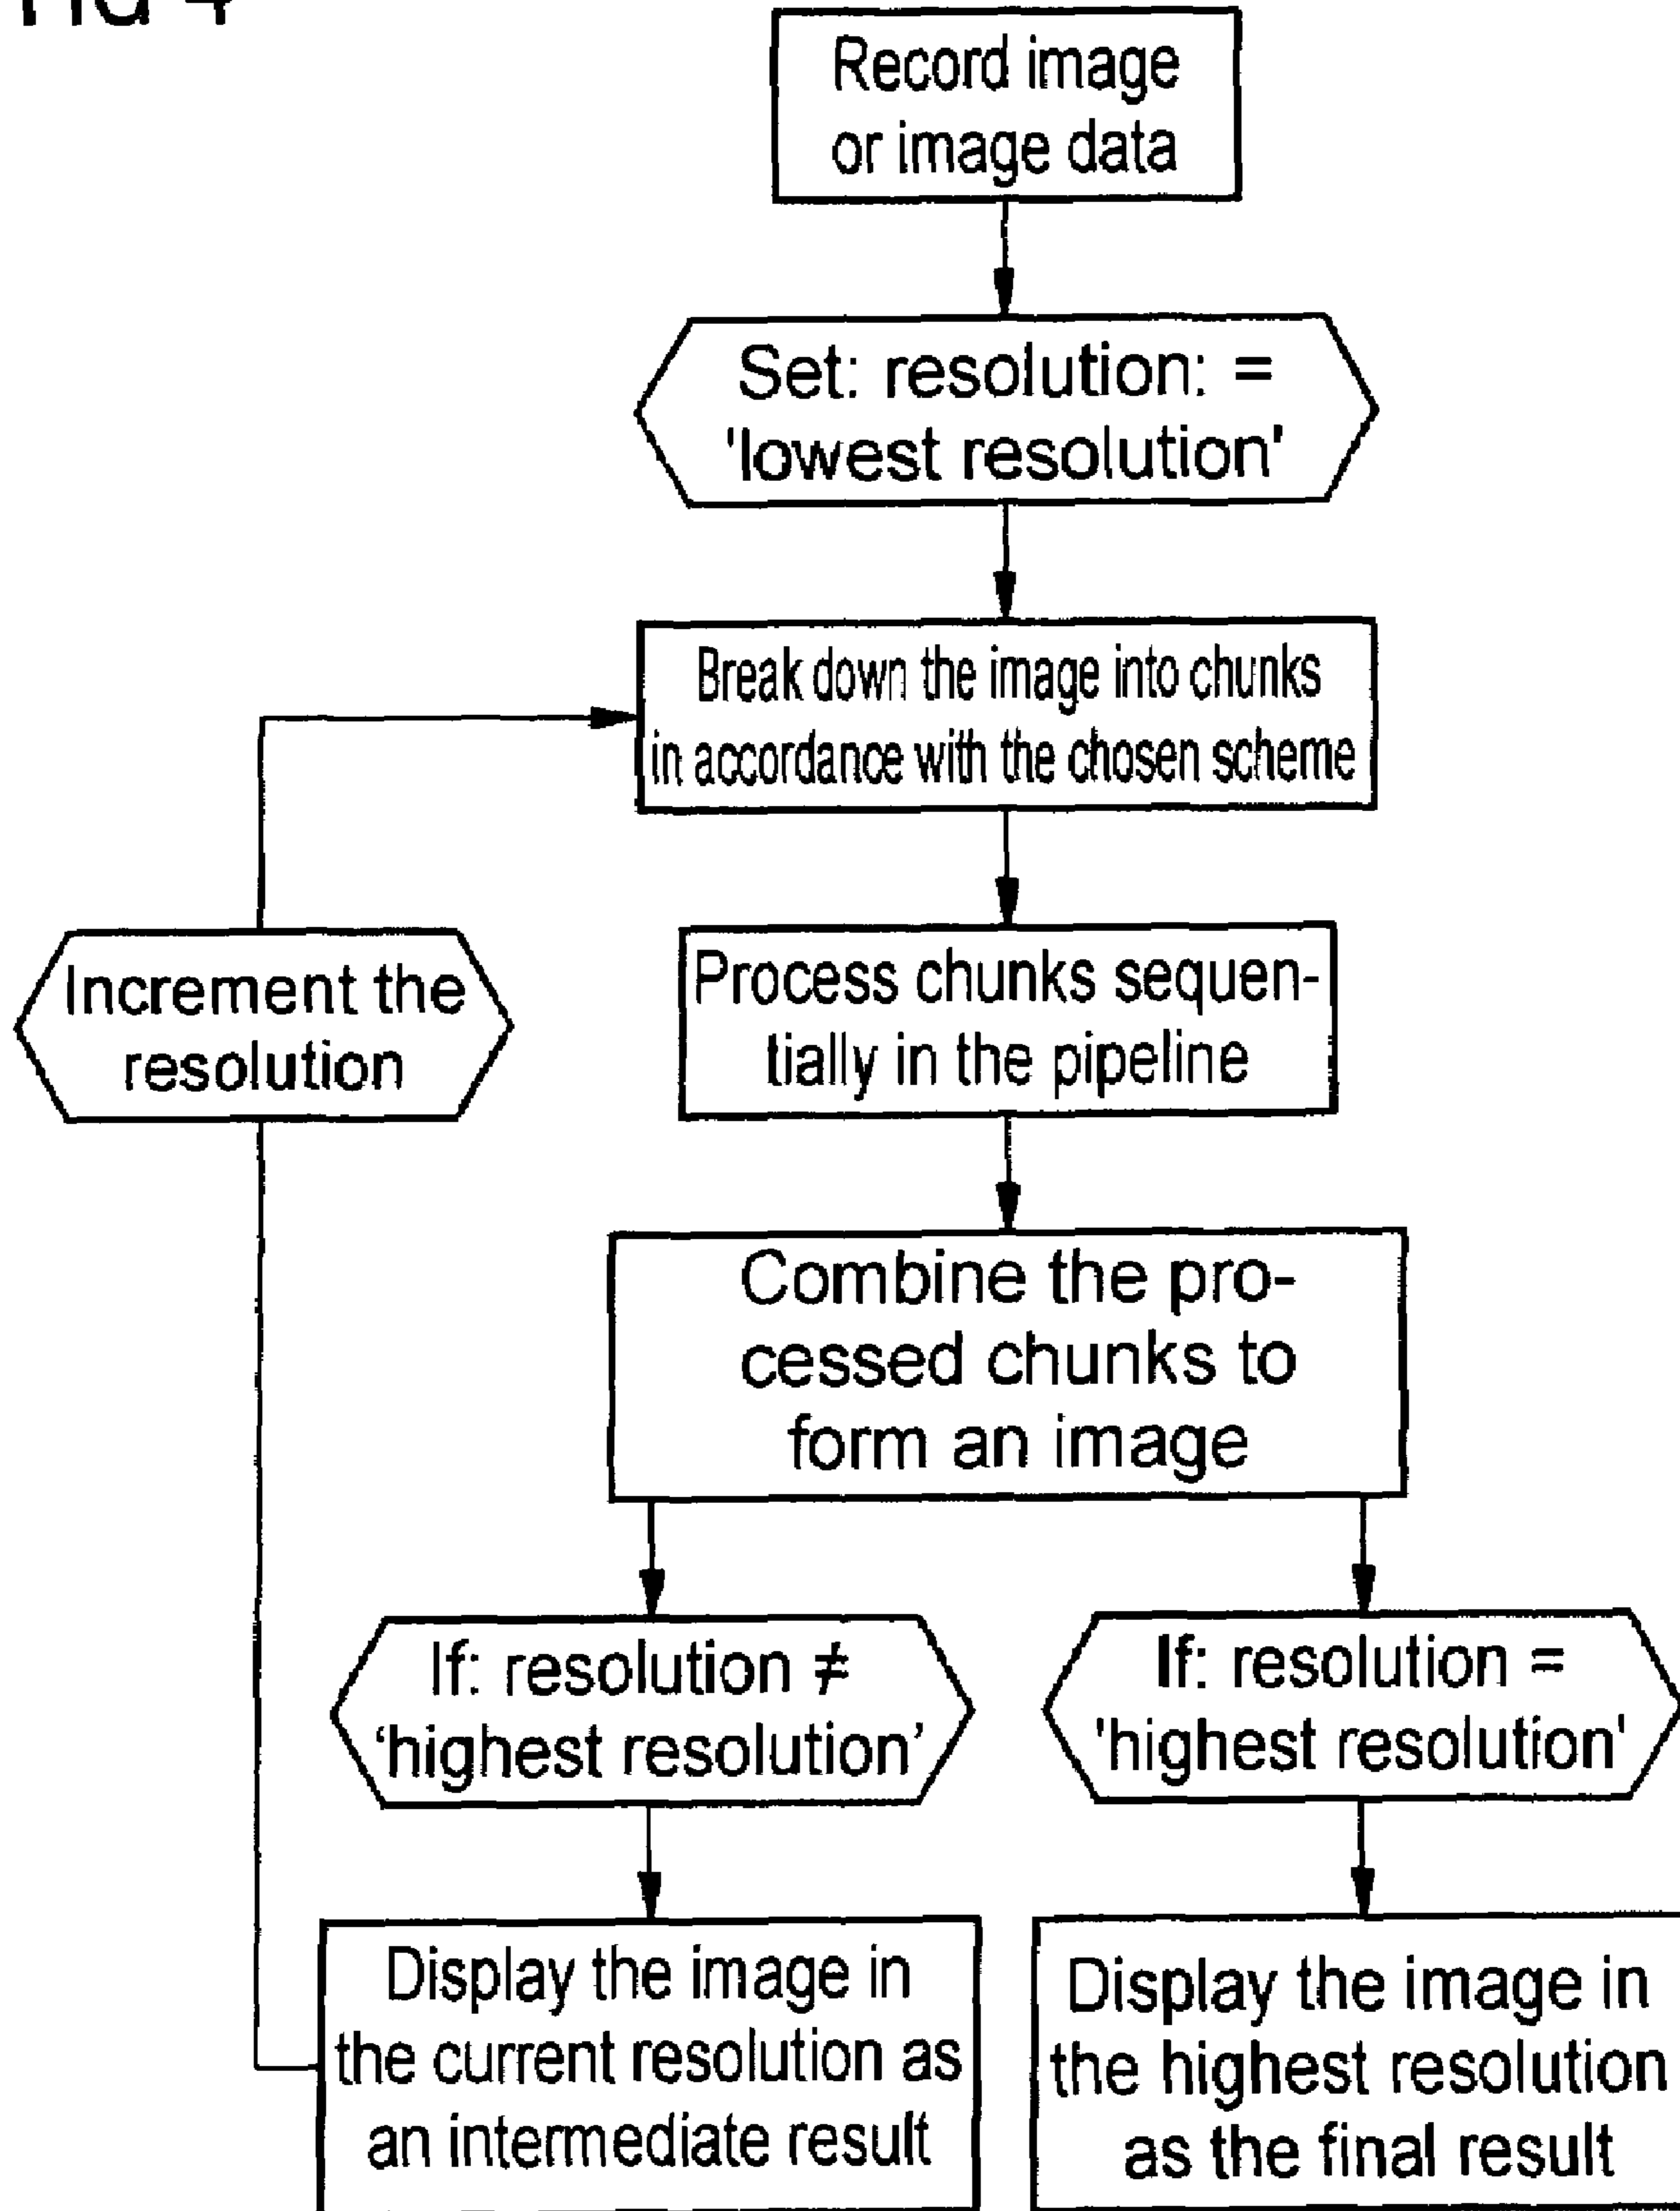 Record image
or image data
Set: resolution: =
'lowest resolution'
Break down the image into chunks
in accordance with the chosen scheme
Increment the
resolution
Process chunks sequen-
tially in the pipeline
Combine the pro-
cessed chunks to
form an image
If: resolution ≠
‘highest resolution’
If: resolution =
'highest resolution'
Display the image in
the current resolution as
an intermediate result
Display the image in
the highest resolution
as the final result